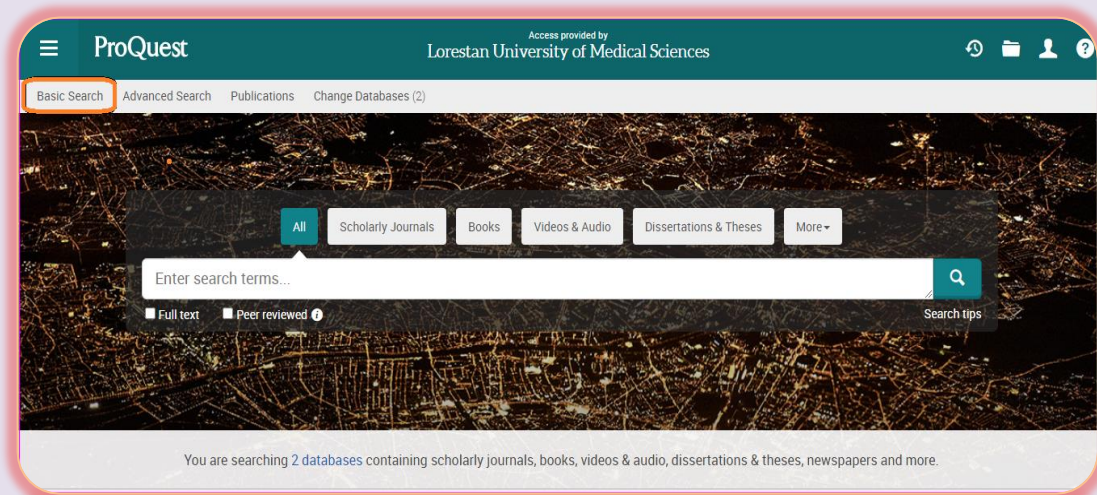 ProQuest
Access provided by
Lorestan University of Medical Sciences
?
Basic Search Advanced Search Publications Change Databases (2)
All Scholarly Journals Books Videos & Audio Dissertations & Theses More
Enter search terms...
Full text Peer reviewed i Search tips
You are searching 2 databases containing scholarly journals, books, videos & audio, dissertations & theses, newspapers and more.